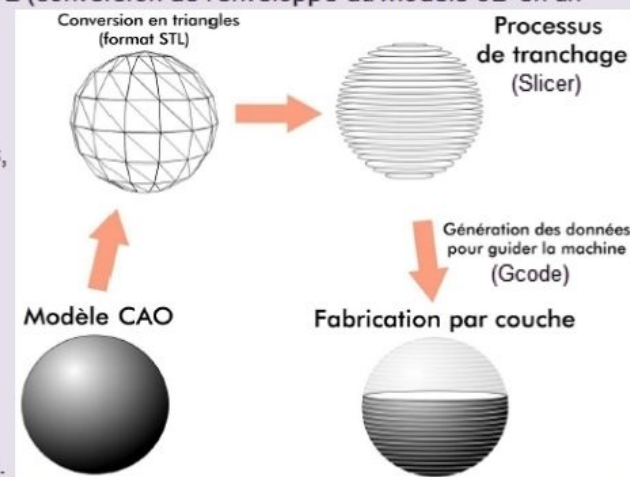 Conversion en triangles
(format STL)
Processus
de tranchage
(Slicer)
Génération des données
pour guider la machine
(Gcode)
Modèle CAO
Fabrication par couche